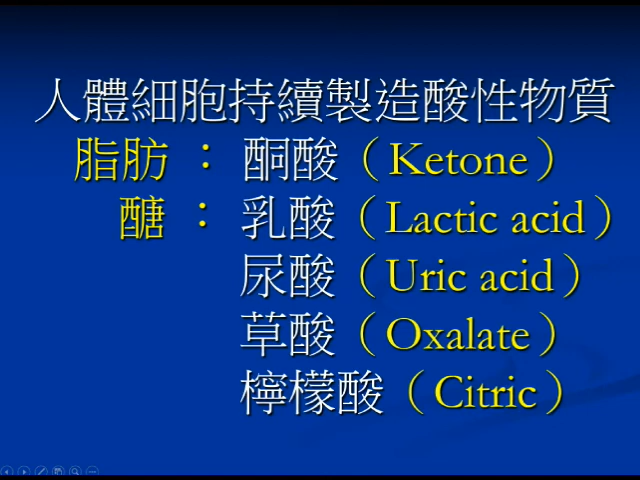 人體細胞持續製造酸性物質
脂肪：酮酸（Ketone）
醣：乳酸（Lactic acid）
尿酸（Uric acid）
草酸（Oxalate）
檸檬酸（Citric）